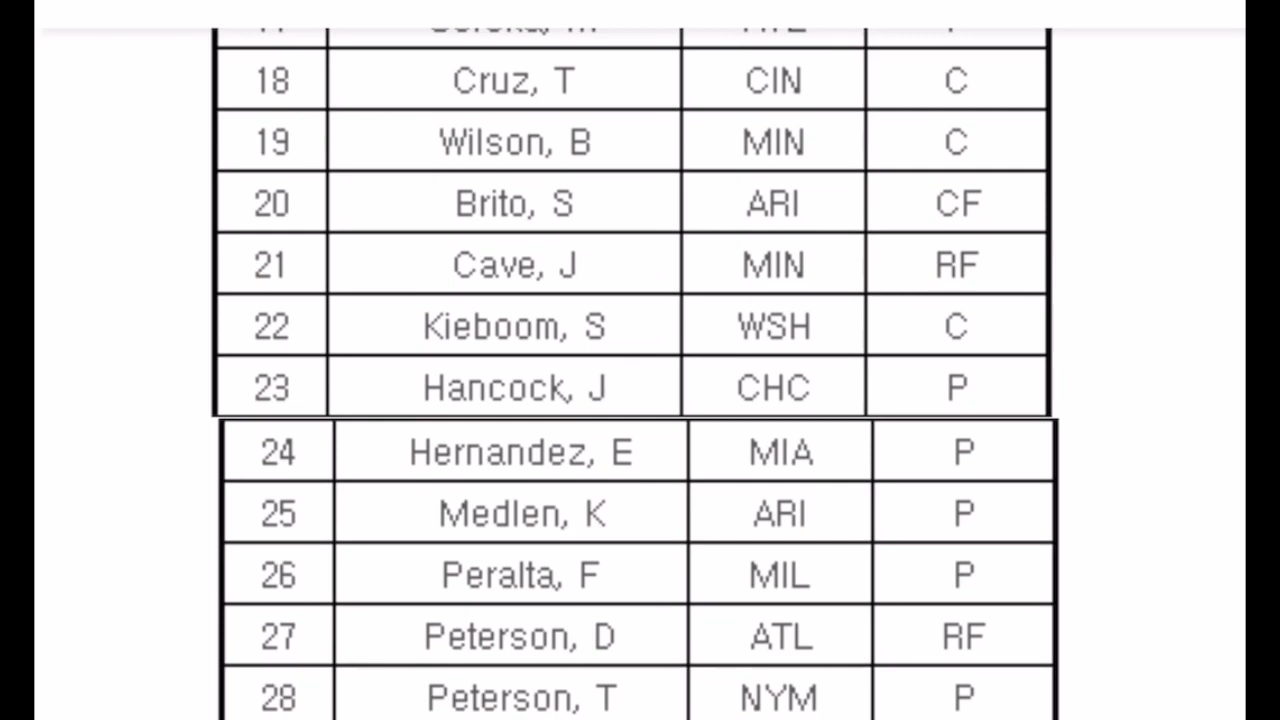 18 Cruz, T CIN C
19 Wilson, B MIN C
20 Brito, S ARI CF
21 Cave, J MIN RF
22 Kieboom, S WSH C
23 Hancock, J CHC P
24 Hernandez, E MIA P
25 Medlen, K ARI P
26 Peralta, F MIL P
27 Peterson, D ATL RF
28 Peterson, T NYM P